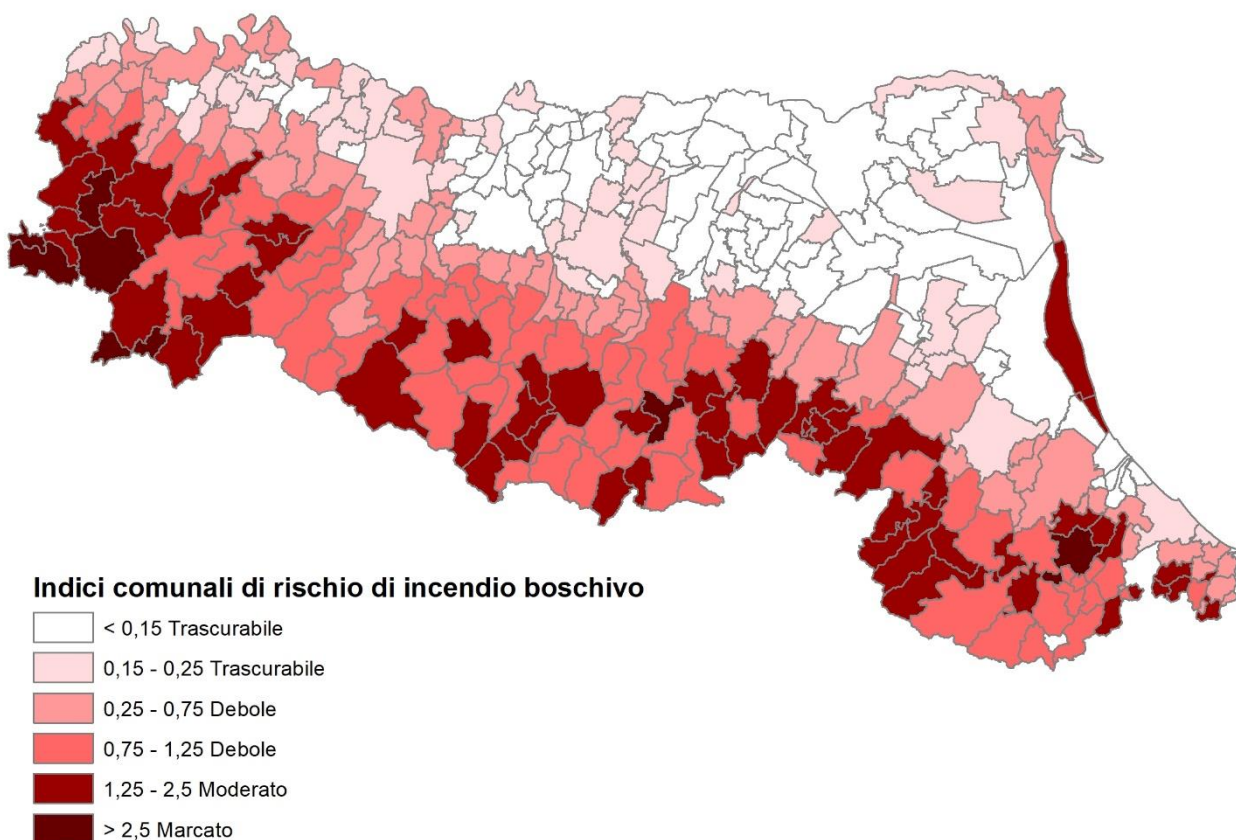 Indici comunali di rischio di incendio boschivo
< 0,15 Trascurabile
0,15 - 0,25 Trascurabile
0,25 - 0,75 Debole
0,75 - 1,25 Debole
1,25 - 2,5 Moderato
> 2,5 Marcato